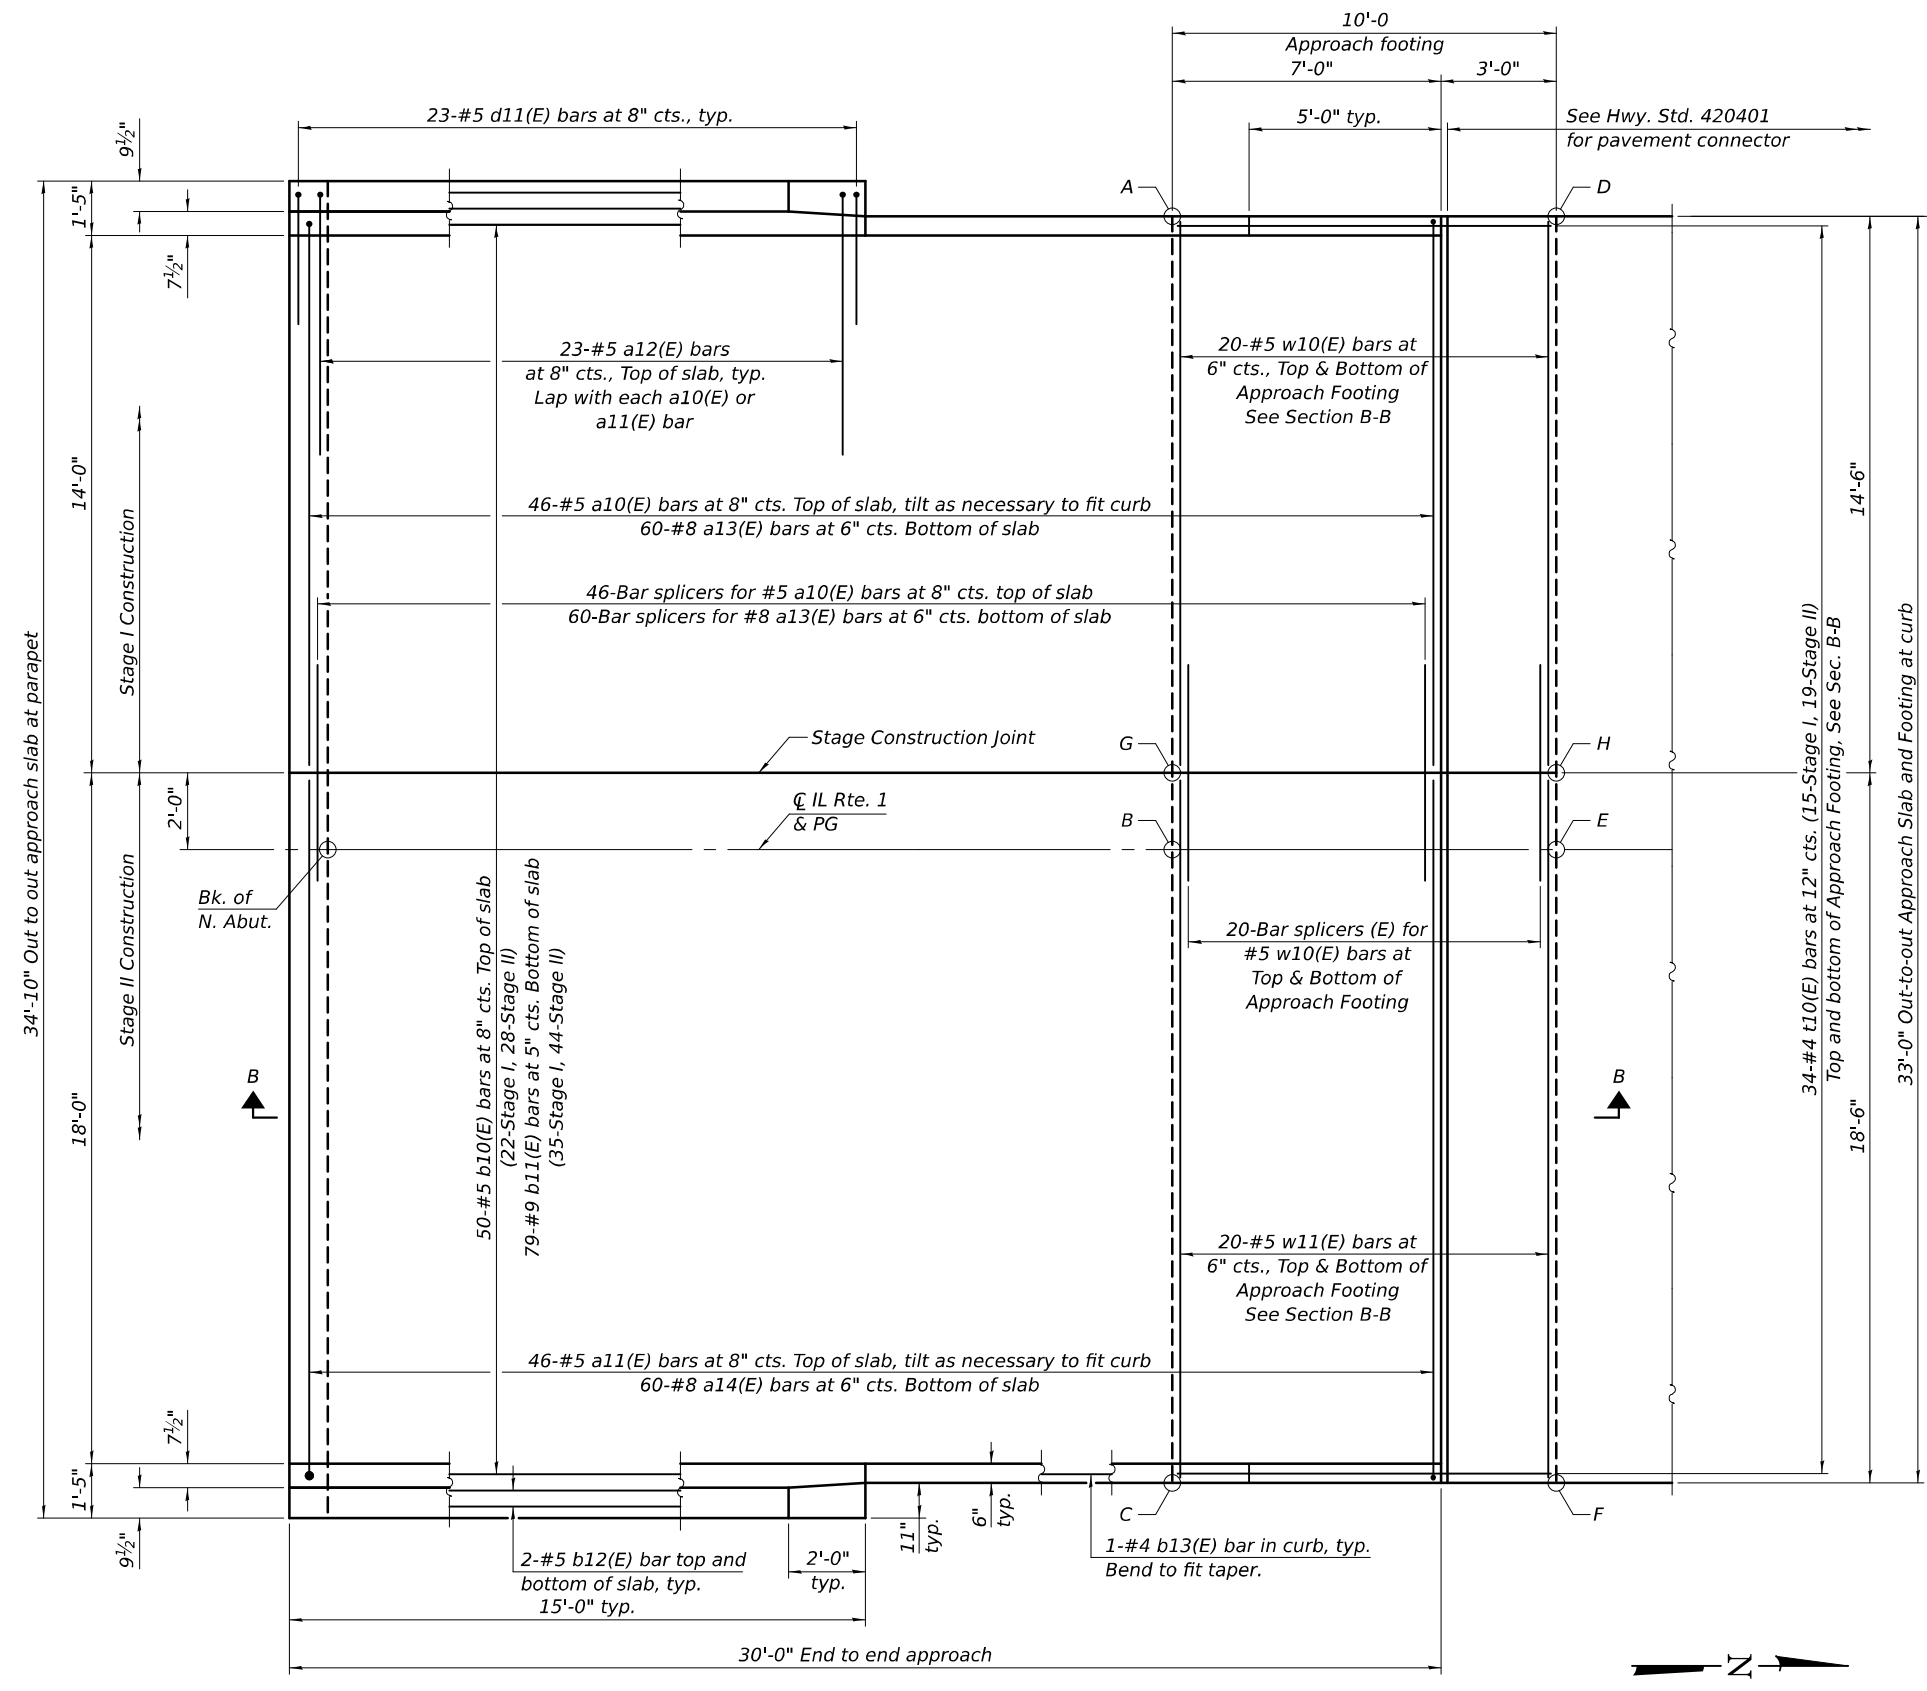 10'-0
Approach footing
7'-0"
3'-0"
23-#5 d11(E) bars at 8" cts., typ.
5'-0" typ.
See Hwy. Std. 420401
for pavement connector
9½"
1'-5"
7½"
A
D
23-#5 a12(E) bars
at 8" cts., Top of slab, typ.
Lap with each a10(E) or
a11(E) bar
20-#5 w10(E) bars at
6" cts., Top & Bottom of
Approach Footing
See Section B-B
14'-0"
14'-6"
Stage I Construction
46-#5 a10(E) bars at 8" cts. Top of slab, tilt as necessary to fit curb
60-#8 a13(E) bars at 6" cts. Bottom of slab
46-Bar splicers for #5 a10(E) bars at 8" cts. top of slab
60-Bar splicers for #8 a13(E) bars at 6" cts. bottom of slab
34'-10" Out to out approach slab at parapet
34-#4 t10(E) bars at 12" cts. (15-Stage I, 19-Stage II)
Top and bottom of Approach Footing, See Sec. B-B
33'-0" Out-to-out Approach Slab and Footing at curb
Stage Construction Joint
G
H
2'-0"
℄ IL Rte. 1
& PG
B
E
Bk. of
N. Abut.
Stage II Construction
50-#5 b10(E) bars at 8" cts. Top of slab
(22-Stage I, 28-Stage II)
79-#9 b11(E) bars at 5" cts. Bottom of slab
(35-Stage I, 44-Stage II)
20-Bar splicers (E) for
#5 w10(E) bars at
Top & Bottom of
Approach Footing
B
B
18'-0"
18'-6"
20-#5 w11(E) bars at
6" cts., Top & Bottom of
Approach Footing
See Section B-B
46-#5 a11(E) bars at 8" cts. Top of slab, tilt as necessary to fit curb
60-#8 a14(E) bars at 6" cts. Bottom of slab
7½"
1'-5"
9½"
C
F
11"
typ.
6"
typ.
2-#5 b12(E) bar top and
bottom of slab, typ.
2'-0"
typ.
1-#4 b13(E) bar in curb, typ.
Bend to fit taper.
15'-0" typ.
30'-0" End to end approach
N